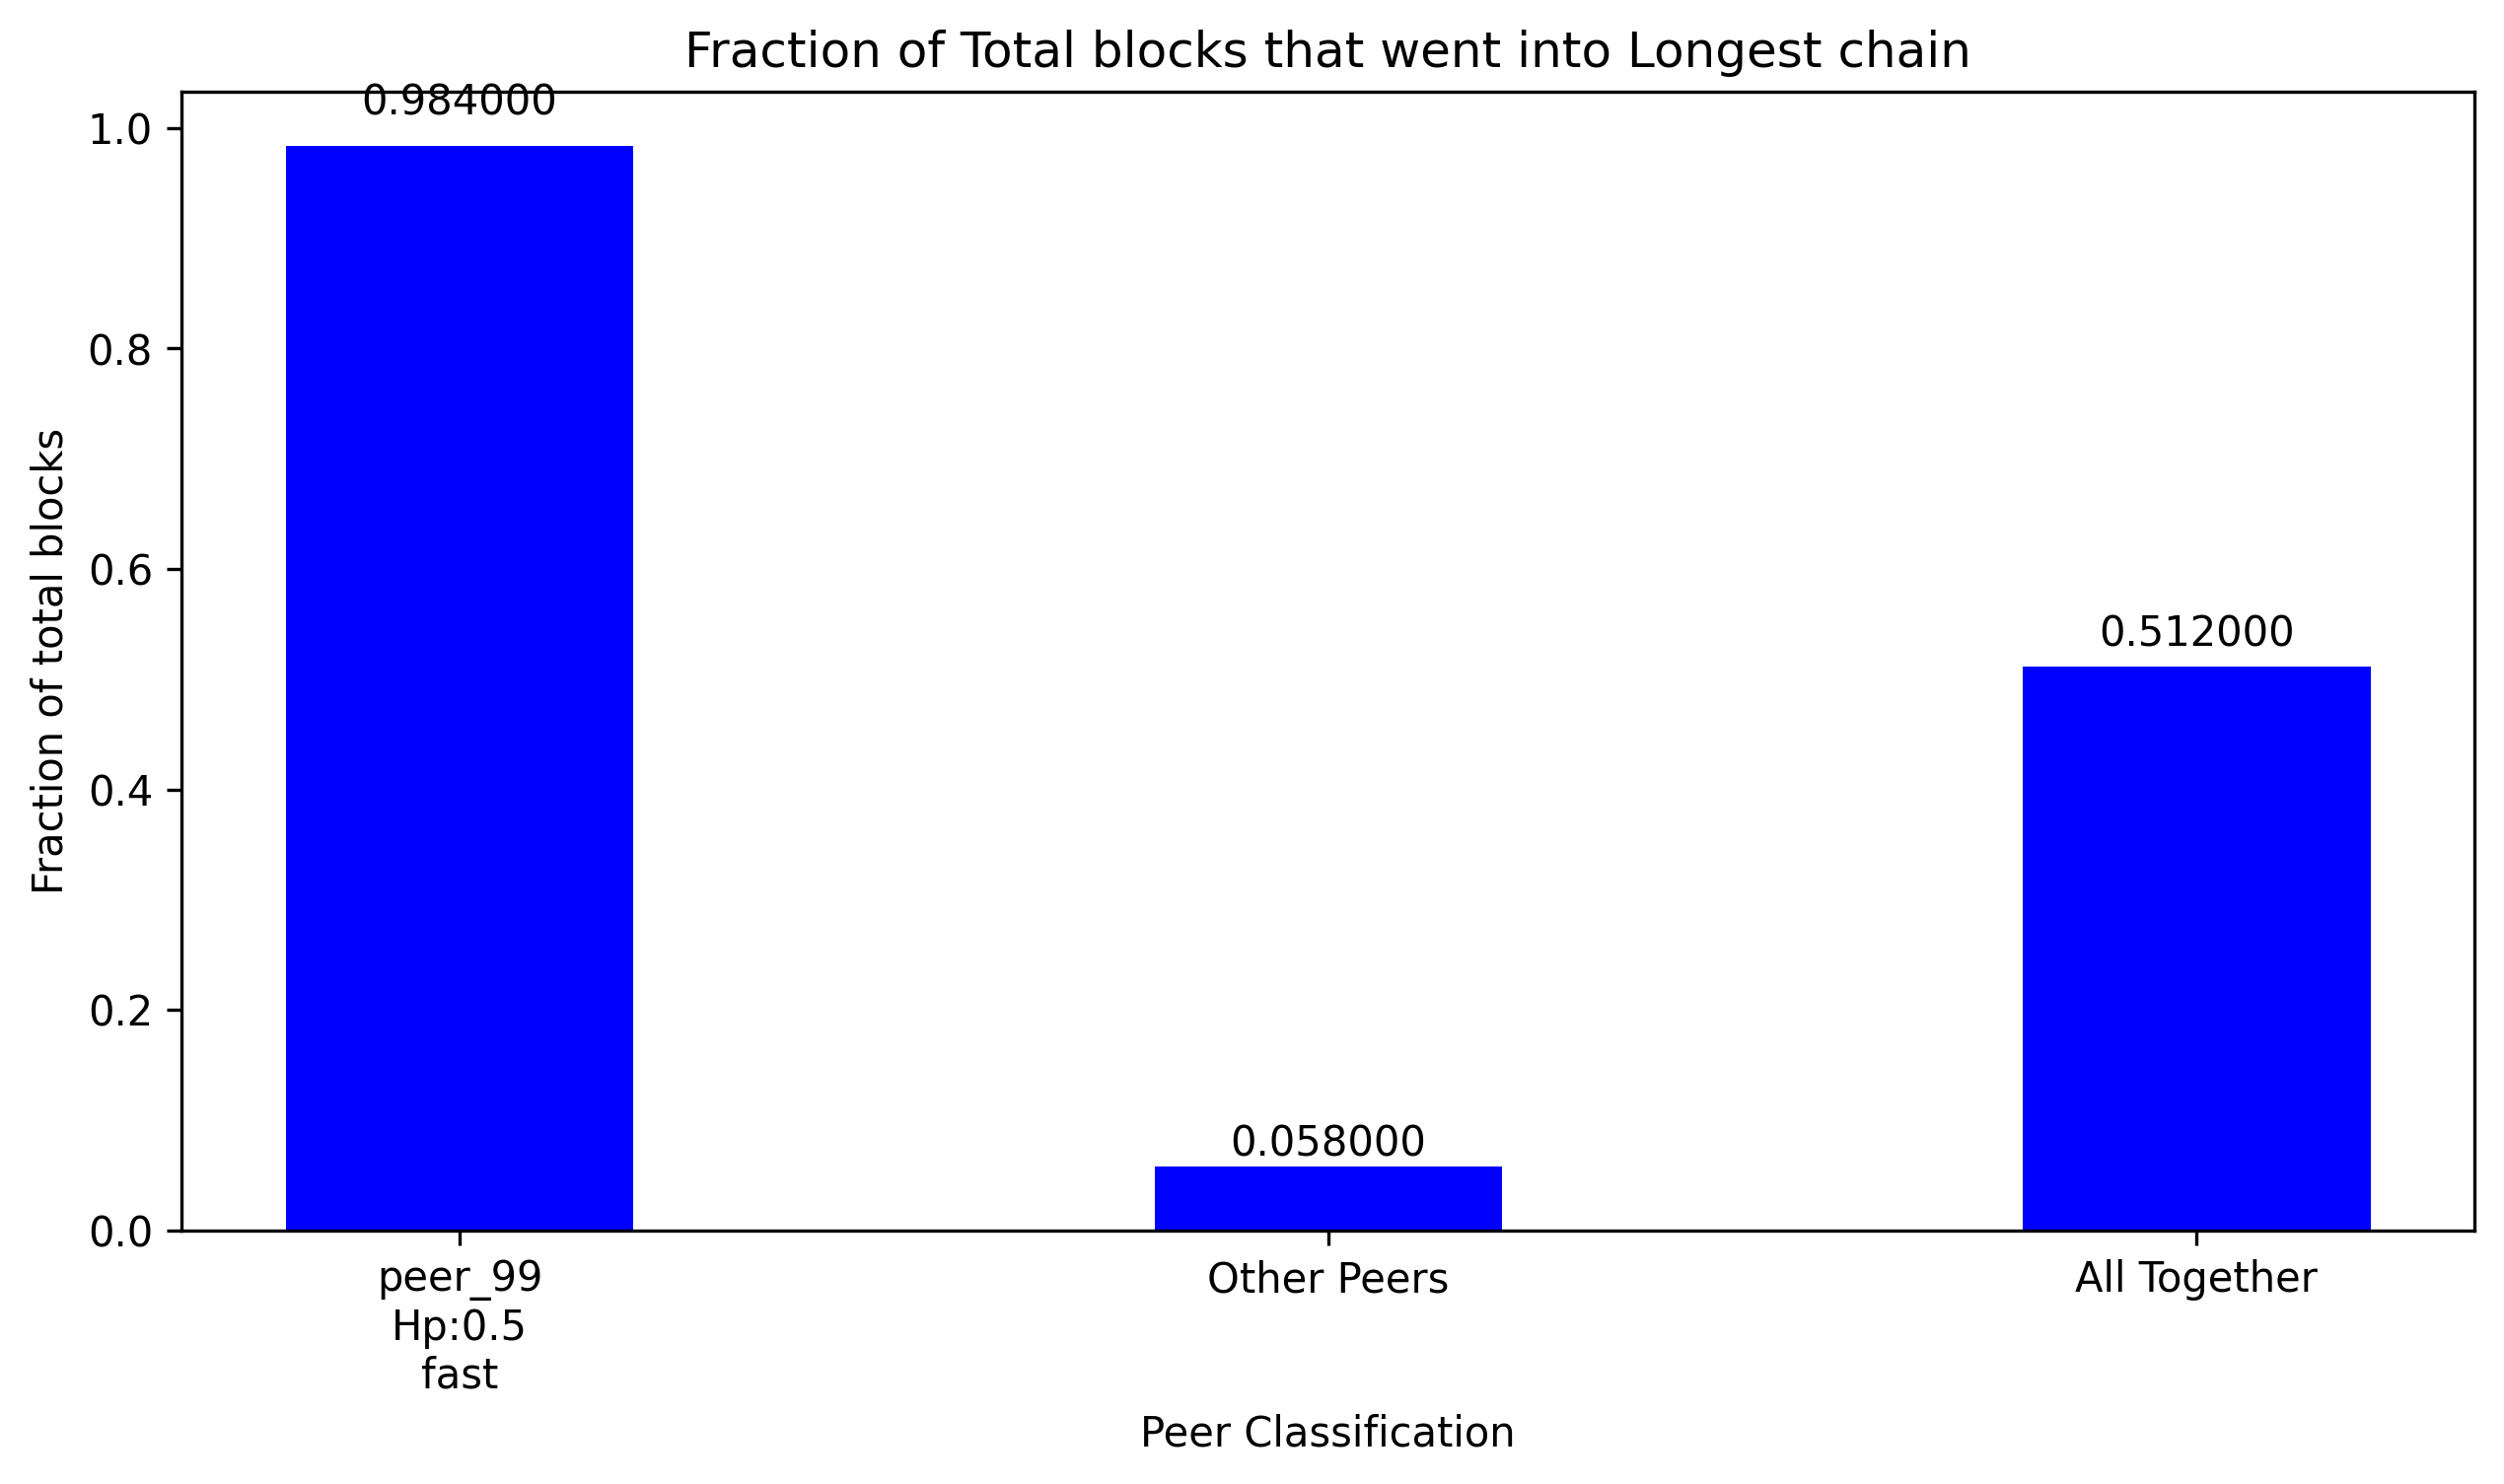 Fraction of Total blocks that went into Longest chain
Fraction of total blocks
1.0
0.8
0.6
0.4
0.2
0.0
0.984000
0.058000
0.512000
peer_99
Hp:0.5
fast
Other Peers
All Together
Peer Classification